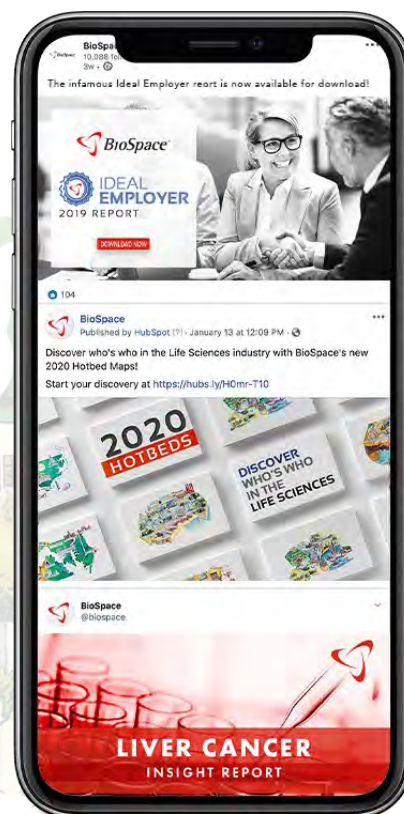 BioSpace
BioSpa
10,088 foll
3w •
The infamous Ideal Employer reort is now available for download!
BIOSPACE
IDEAL
EMPLOYER
2019 REPORT
DOWNLOAD NOW
104
BioSpace
Published by HubSpot [?] · January 13 at 12:09 PM ·
Discover who's who in the Life Sciences industry with BioSpace's new
2020 Hotbed Maps!
Start your discovery at https://hubs.ly/H0mr-T10
2020
HOTBEDS
DISCOVER
WHO'S WHO
IN THE
LIFE SCIENCES
BioSpace
@biospace
LIVER CANCER
INSIGHT REPORT